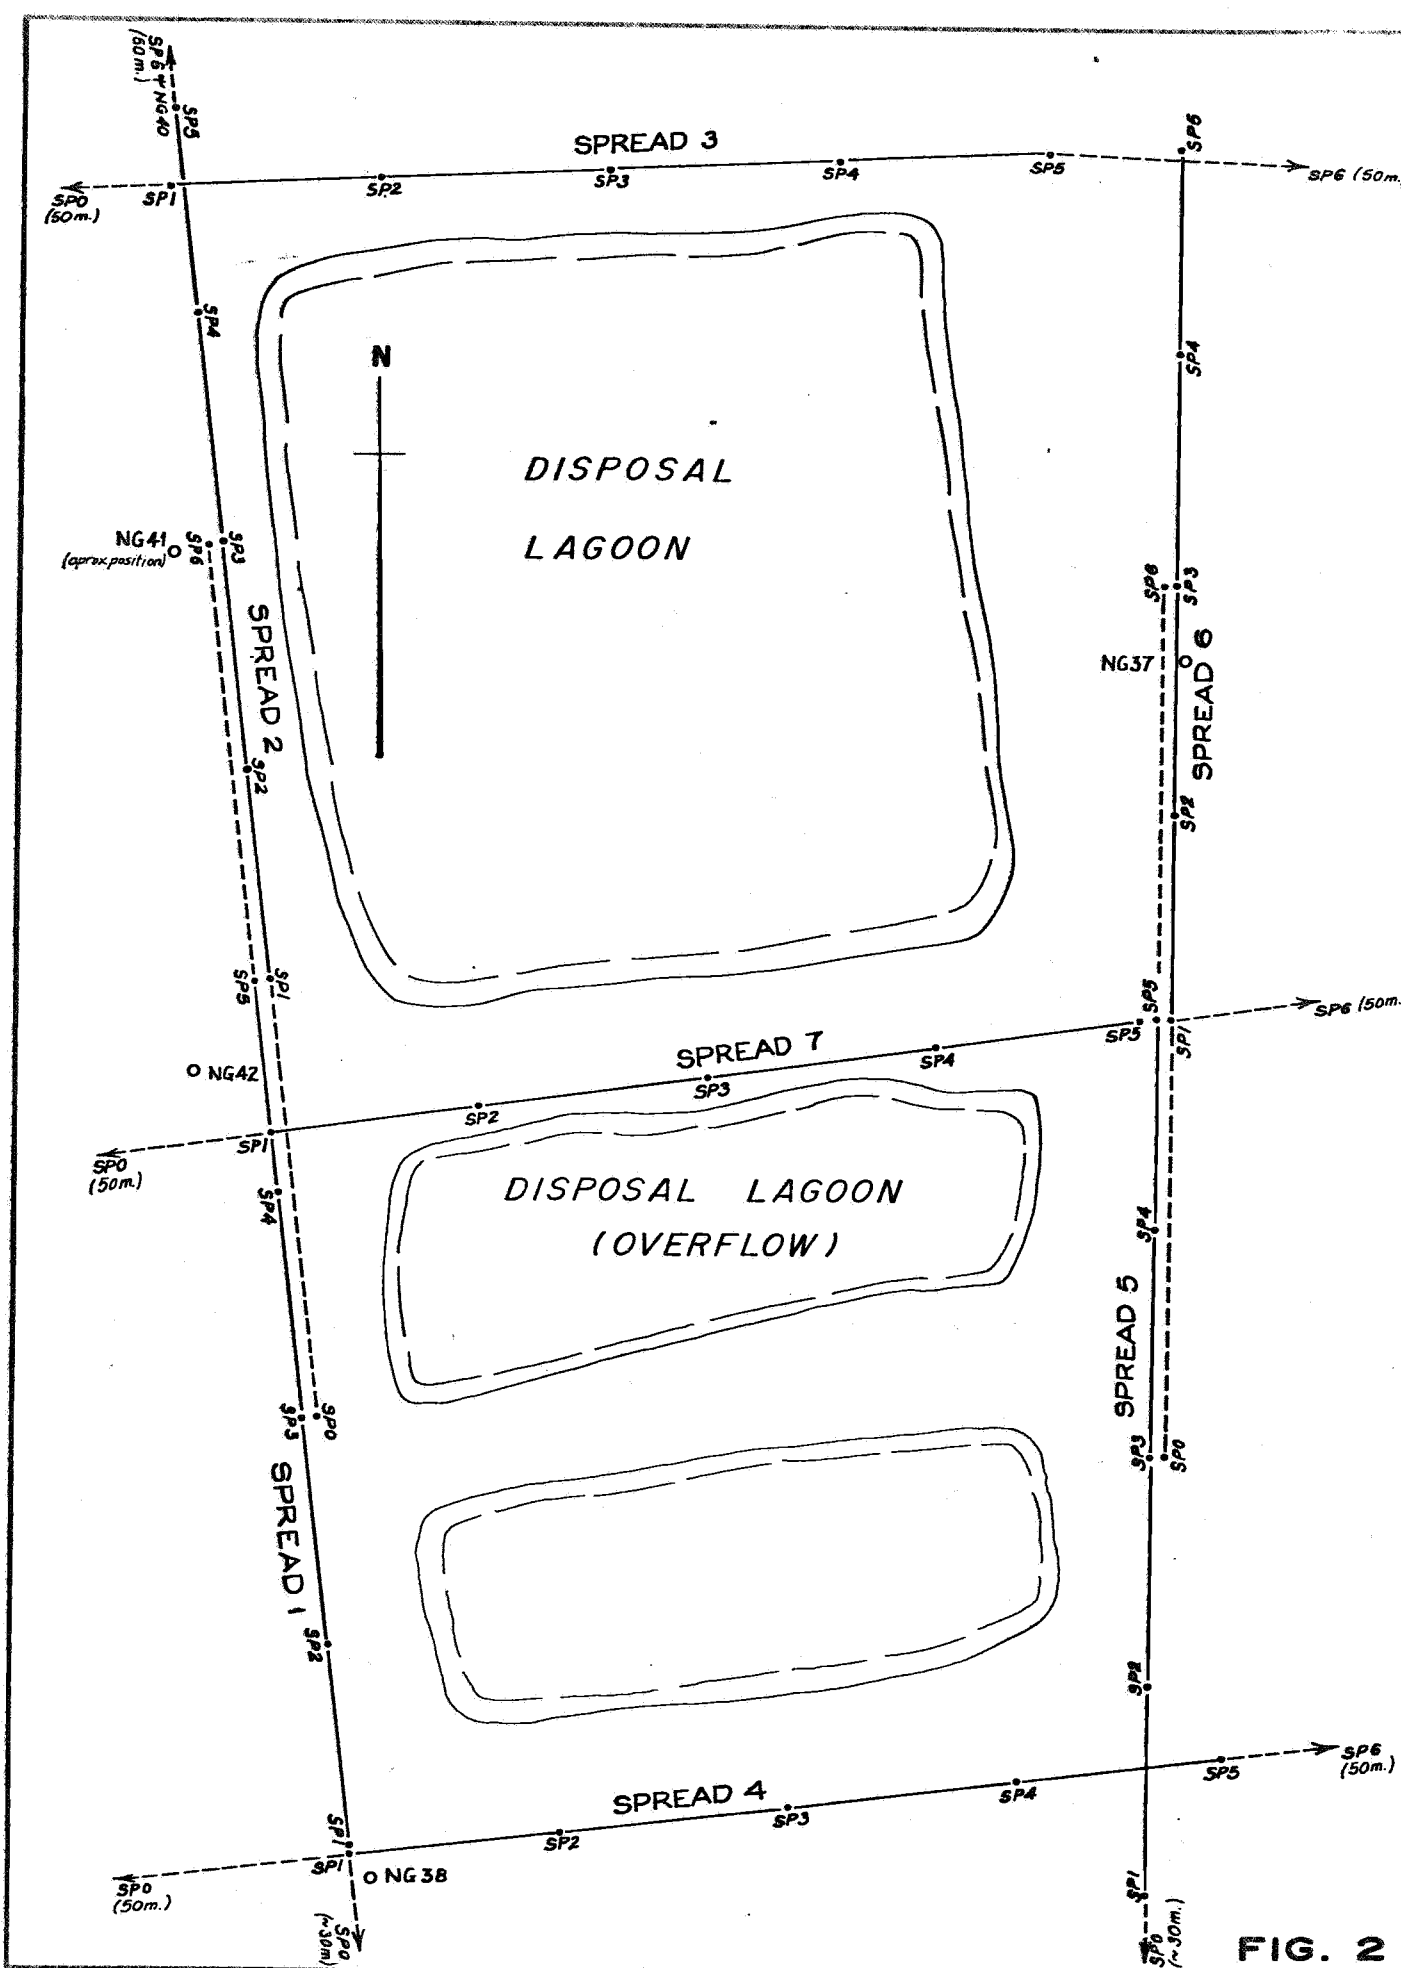 SP6 + NG40
(60m.)
SP5
SPREAD 3
SP6
SP0
(50m.)
SP1
SP2
SP3
SP4
SP5
SP6 (50m.
SP4
N
SP4
DISPOSAL
LAGOON
NG41
(aprox.position)
SP6
SP3
SP6
SP3
SPREAD 2
NG37
SPREAD 6
SP2
SP2
SP5
SP1
SP5
SP5
SP1
SP6 (50m.
NG42
SPREAD 7
SP4
SP3
SP2
SP1
SP0
(50m.)
SP4
DISPOSAL LAGOON
(OVERFLOW)
SP4
SPREAD 5
SP3
SP0
SP3
SP0
SPREAD 1
SP2
SP2
SP6
(50m.)
SP5
SP4
SPREAD 4
SP3
SP2
SP1
SP1
NG38
SP0
(50m.)
SP0
(~30m)
SP1
SP0
(~30m.)
FIG. 2